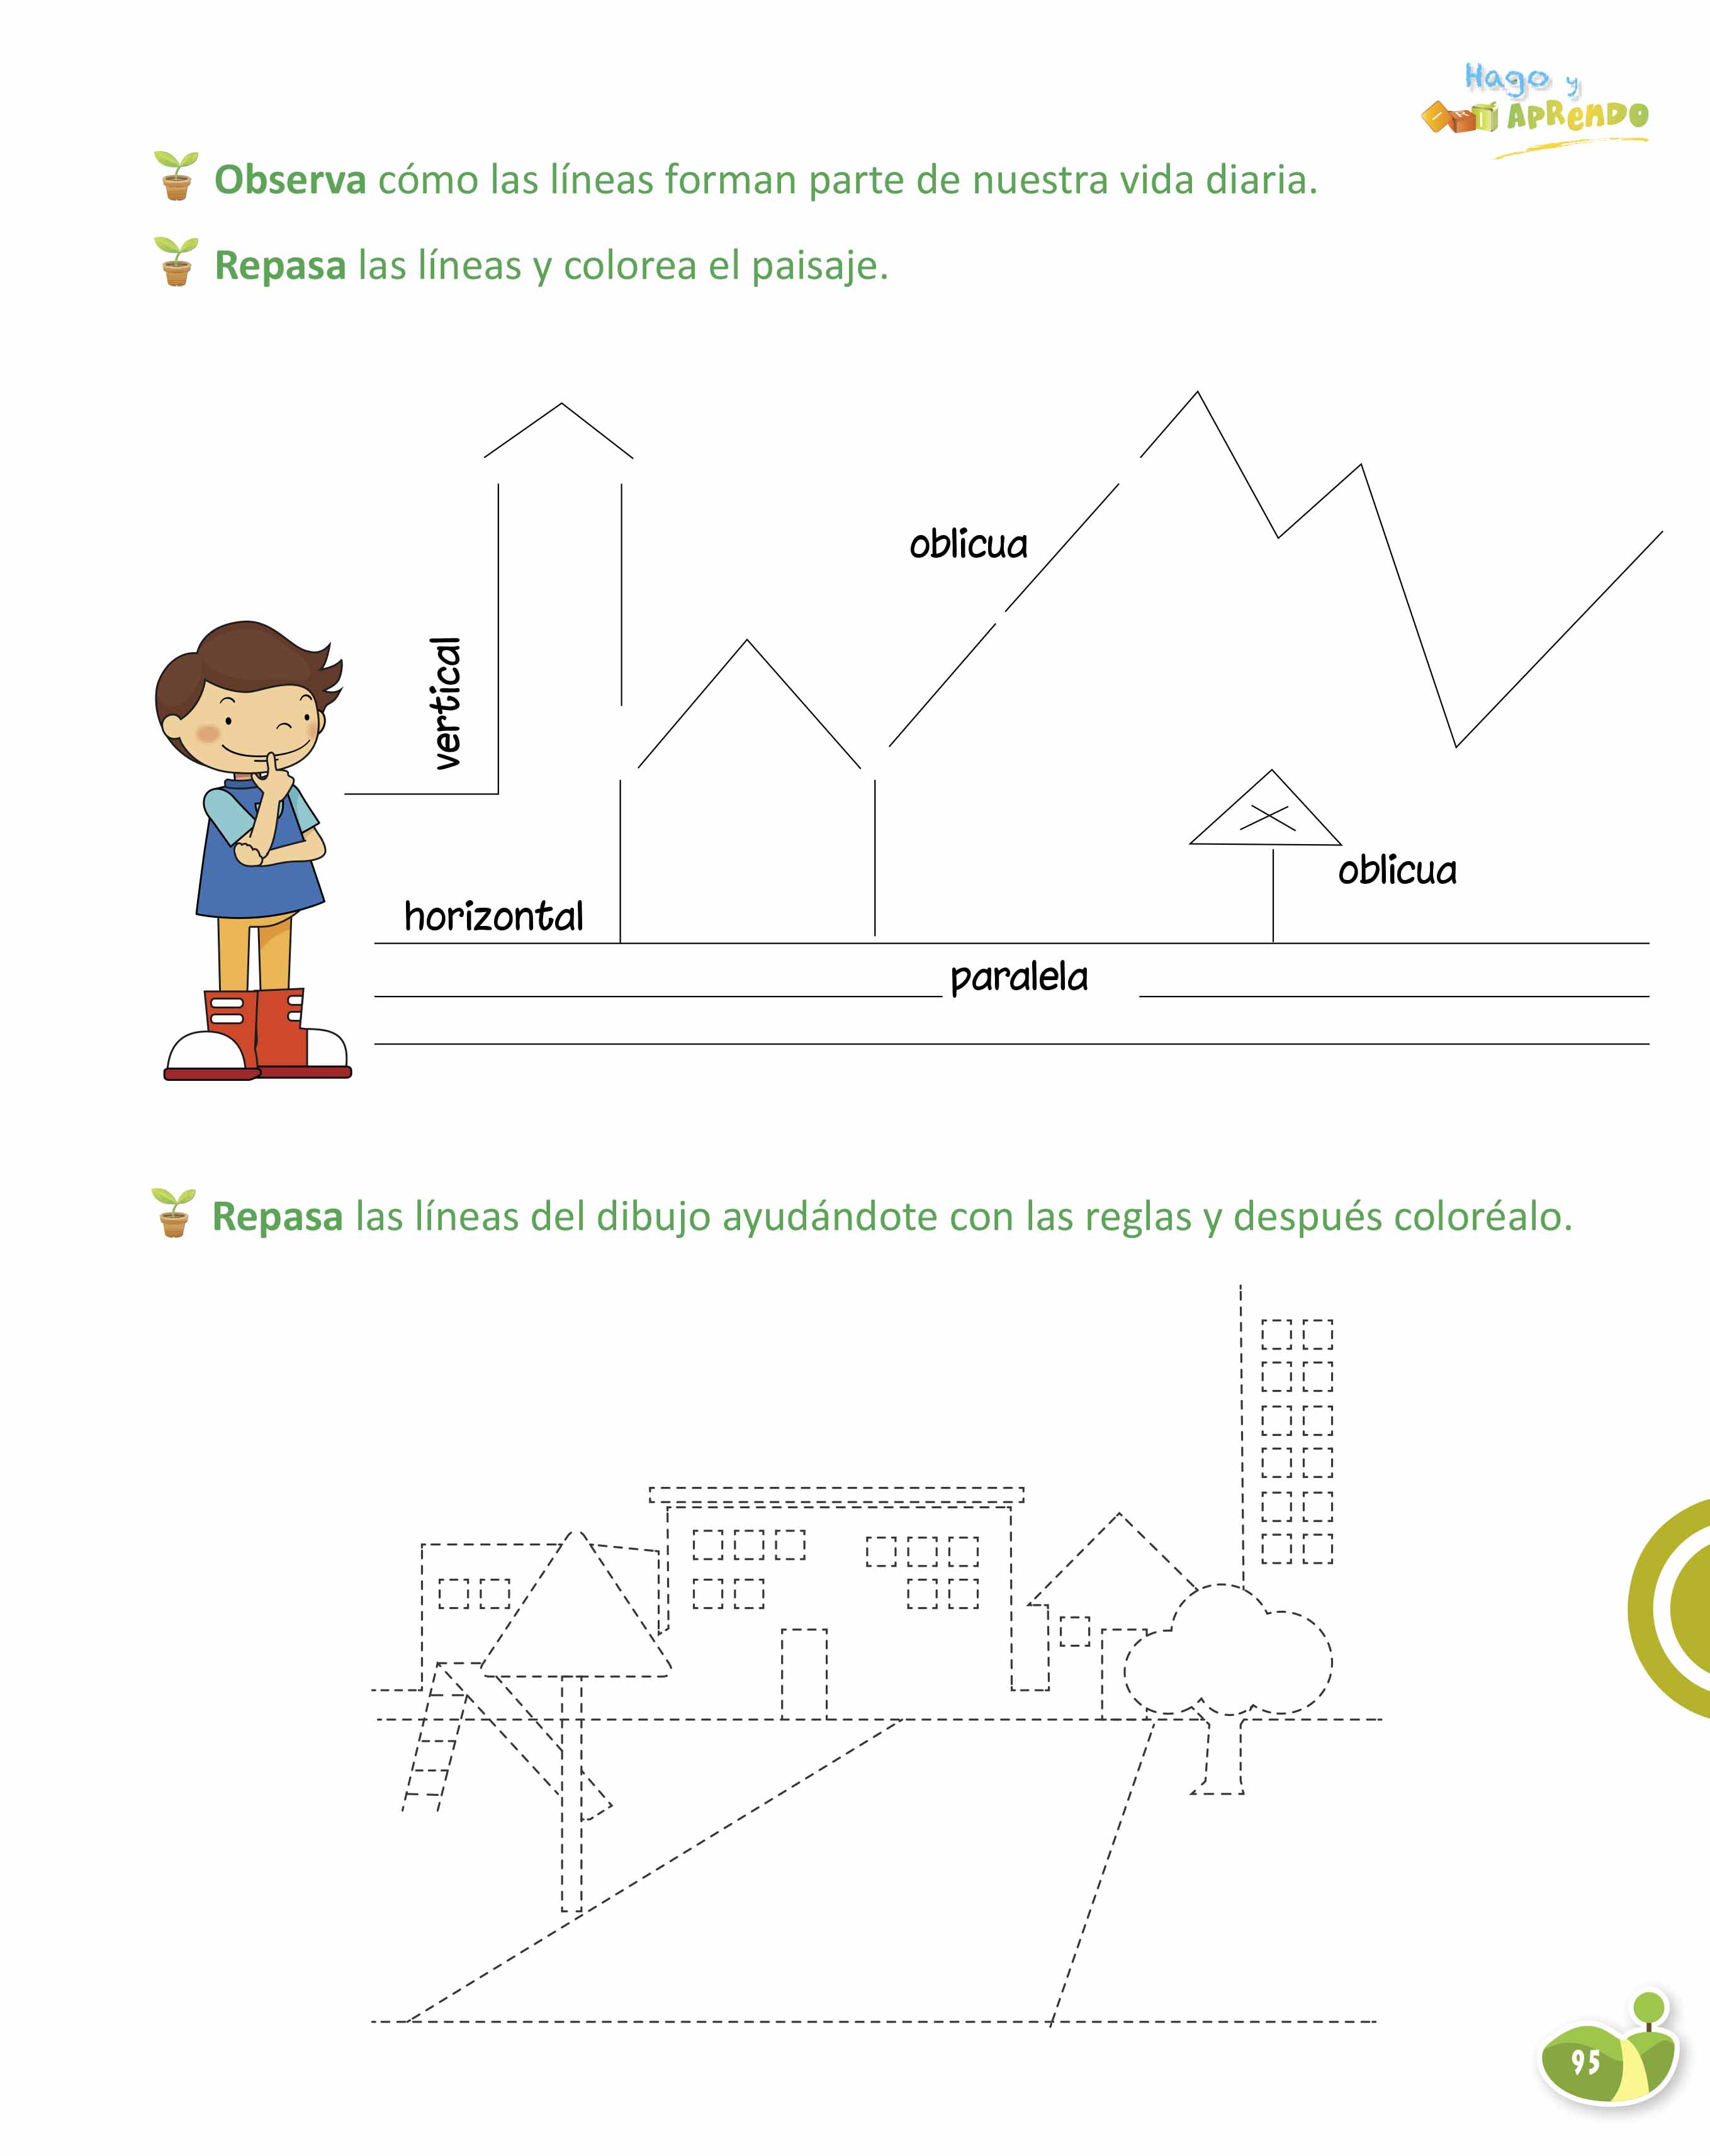 Hago y
APRenDO
Observa cómo las líneas forman parte de nuestra vida diaria.
Repasa las líneas y colorea el paisaje.
oblicua
vertical
oblicua
horizontal
paralela
Repasa las líneas del dibujo ayudándote con las reglas y después coloréalo.
95